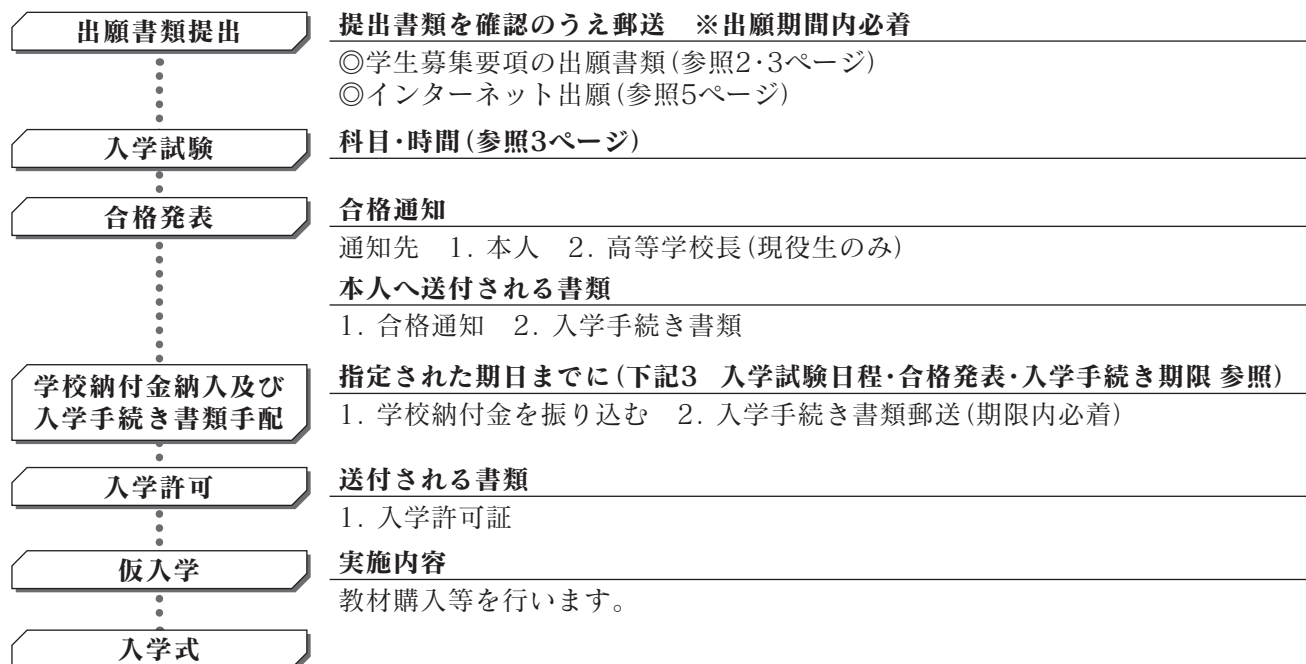 出願書類提出
提出書類を確認のうえ郵送　※出願期間内必着
◎学生募集要項の出願書類(参照2・3ページ)
◎インターネット出願(参照5ページ)
入学試験
科目・時間(参照3ページ)
合格発表
合格通知
通知先　1. 本人　2. 高等学校長(現役生のみ)
本人へ送付される書類
1. 合格通知　2. 入学手続き書類
学校納付金納入及び
入学手続き書類手配
指定された期日までに(下記3　入学試験日程・合格発表・入学手続き期限 参照)
1. 学校納付金を振り込む　2. 入学手続き書類郵送(期限内必着)
入学許可
送付される書類
1. 入学許可証
仮入学
実施内容
教材購入等を行います。
入学式